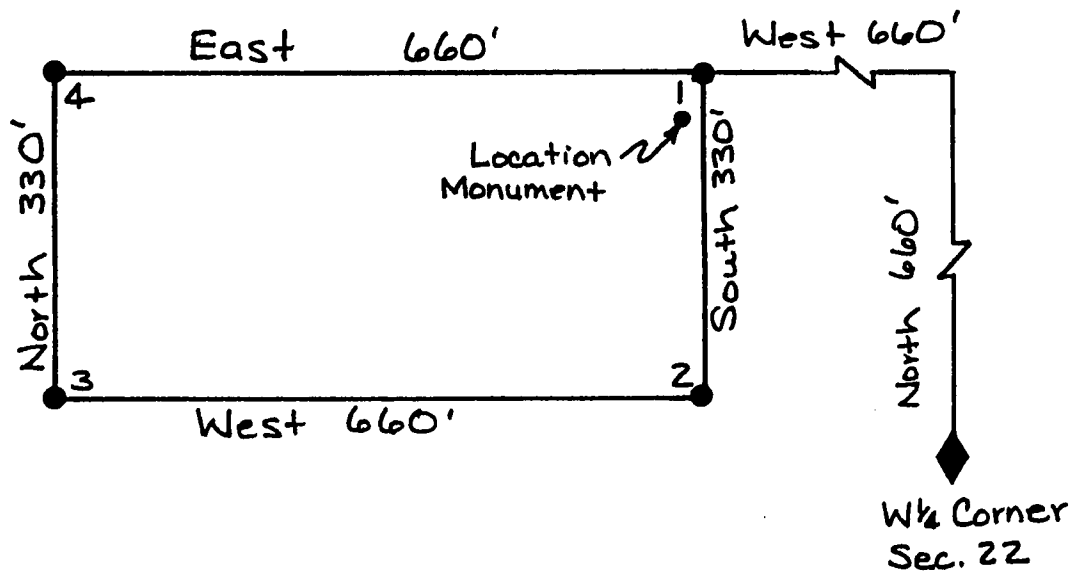 East 660'
West 660'
4
1
Location
Monument
North 330'
South 330'
North 660'
3
2
West 660'
W¼ Corner
Sec. 22